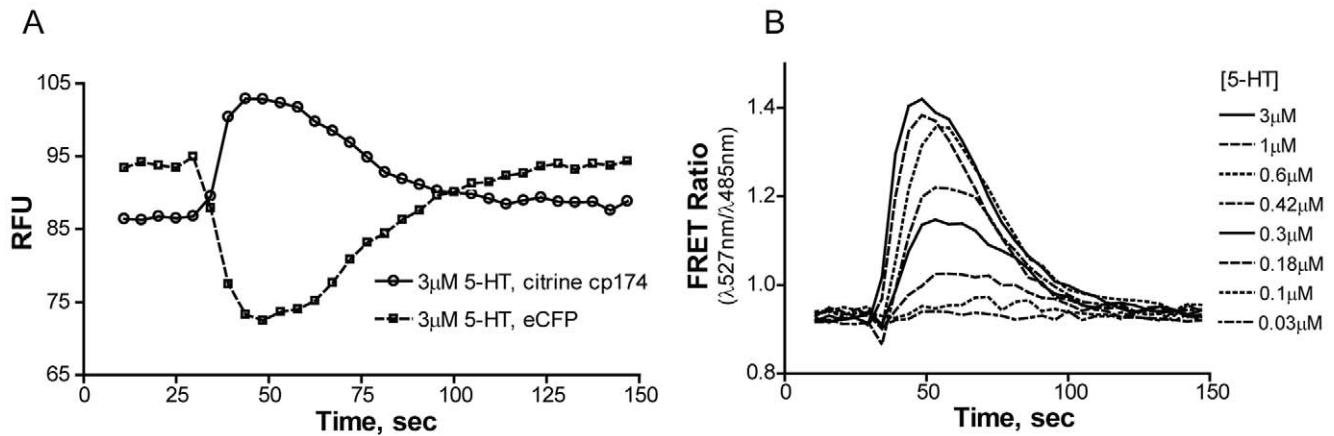 A
RFU
105
95
85
75
65
3μM 5-HT, citrine cp174
3μM 5-HT, eCFP
0 25 50 75 100 125 150
Time, sec
B
FRET Ratio
(λ527nm/λ485nm)
1.4
1.2
1.0
0.8
0 50 100 150
Time, sec
[5-HT]
3μM
1μM
0.6μM
0.42μM
0.3μM
0.18μM
0.1μM
0.03μM